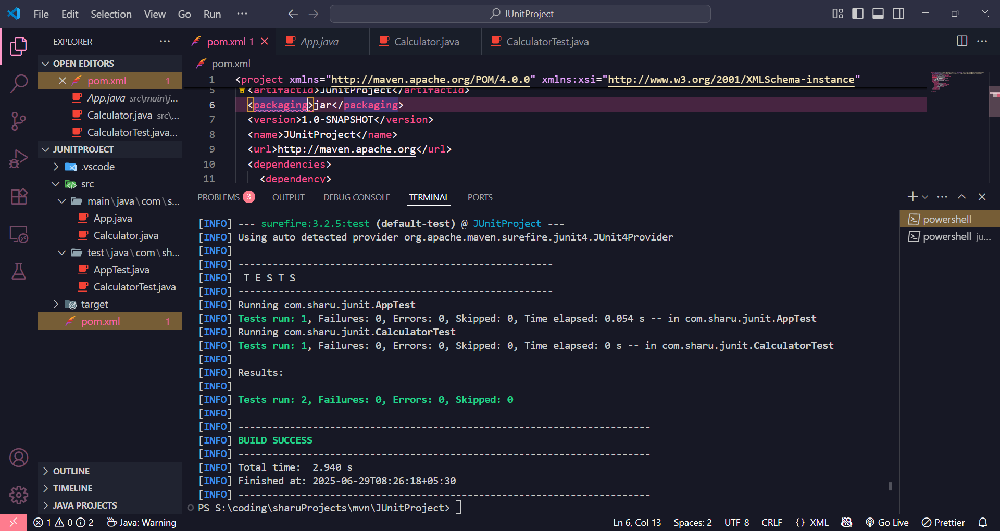 File Edit Selection View Go Run ··· JUnitProject
EXPLORER ···
OPEN EDITORS
pom.xml 1
App.java src\main\j...
Calculator.java src\...
CalculatorTest.java...
JUNITPROJECT
.vscode
src
main\java\com\s...
App.java
Calculator.java
test\java\com\sh...
AppTest.java
CalculatorTest.java
target
pom.xml 1
OUTLINE
TIMELINE
JAVA PROJECTS
pom.xml 1 App.java Calculator.java CalculatorTest.java
pom.xml
1 <project xmlns="http://maven.apache.org/POM/4.0.0" xmlns:xsi="http://www.w3.org/2001/XMLSchema-instance"
5 <artifactId>JUnitProject</artifactId>
6 <packaging>jar</packaging>
7 <version>1.0-SNAPSHOT</version>
8 <name>JUnitProject</name>
9 <url>http://maven.apache.org</url>
10 <dependencies>
11 <dependency>
PROBLEMS 3 OUTPUT DEBUG CONSOLE TERMINAL PORTS
[INFO] --- surefire:3.2.5:test (default-test) @ JUnitProject ---
[INFO] Using auto detected provider org.apache.maven.surefire.junit4.JUnit4Provider
[INFO]
[INFO] -------------------------------------------------------
[INFO]  T E S T S
[INFO] -------------------------------------------------------
[INFO] Running com.sharu.junit.AppTest
[INFO] Tests run: 1, Failures: 0, Errors: 0, Skipped: 0, Time elapsed: 0.054 s -- in com.sharu.junit.AppTest
[INFO] Running com.sharu.junit.CalculatorTest
[INFO] Tests run: 1, Failures: 0, Errors: 0, Skipped: 0, Time elapsed: 0 s -- in com.sharu.junit.CalculatorTest
[INFO]
[INFO] Results:
[INFO]
[INFO] Tests run: 2, Failures: 0, Errors: 0, Skipped: 0
[INFO]
[INFO] ------------------------------------------------------------------------
[INFO] BUILD SUCCESS
[INFO] ------------------------------------------------------------------------
[INFO] Total time:  2.940 s
[INFO] Finished at: 2025-06-29T08:26:18+05:30
[INFO] ------------------------------------------------------------------------
PS S:\coding\sharuProjects\mvn\JUnitProject>
powershell
powershell ju...
1 0 2 Java: Warning Ln 6, Col 13 Spaces: 2 UTF-8 CRLF {} XML Go Live Prettier